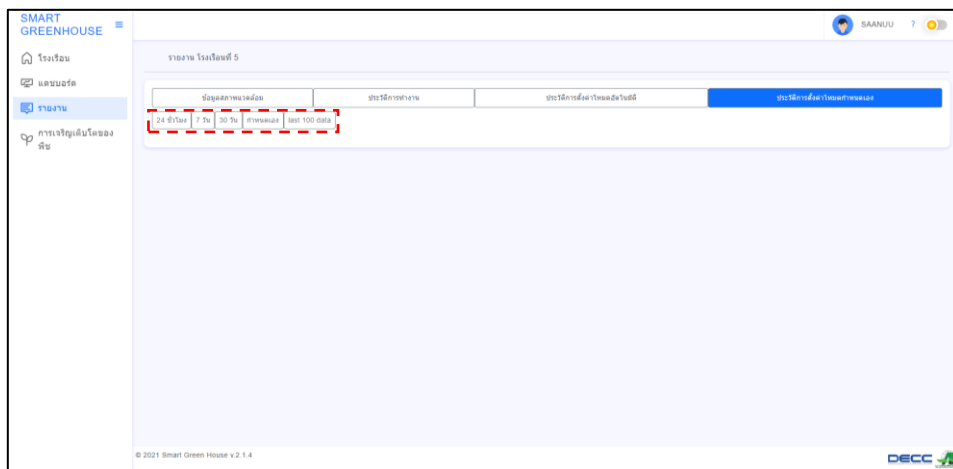 SMART
GREENHOUSE
SAANUU ?
โรงเรือน
แดชบอร์ด
รายงาน
การเจริญเติบโตของ
พืช
รายงาน โรงเรือนที่ 5
ข้อมูลสภาพแวดล้อม
ประวัติการทำงาน
ประวัติการตั้งค่าโหมดอัตโนมัติ
ประวัติการตั้งค่าโหมดกำหนดเอง
24 ชั่วโมง 7 วัน 30 วัน กำหนดเอง last 100 data
© 2021 Smart Green House v.2.1.4
DECC